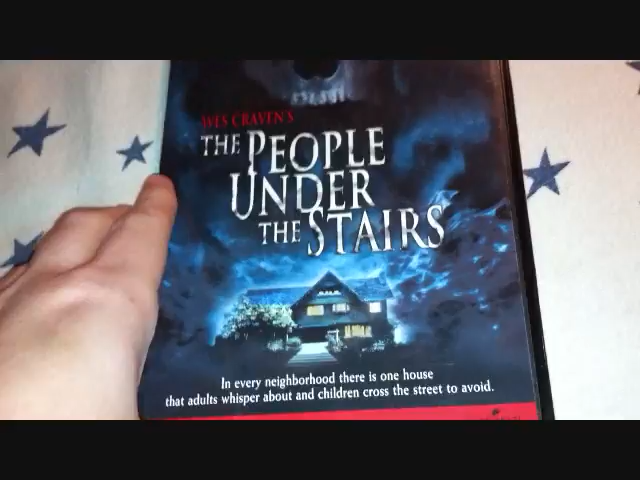 WES CRAVEN'S
THE PEOPLE
UNDER
THE STAIRS
In every neighborhood there is one house
that adults whisper about and children cross the street to avoid.